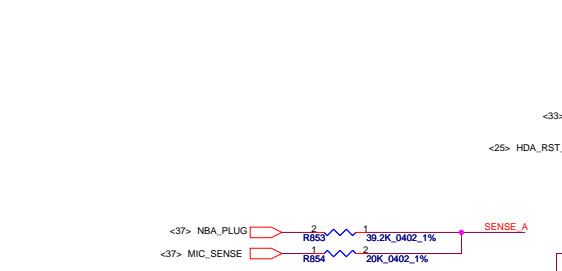 <33>
<25> HDA_RST_
SENSE_A
<37> NBA_PLUG 2 1
R853 39.2K_0402_1%
<37> MIC_SENSE 1 2
R854 20K_0402_1%